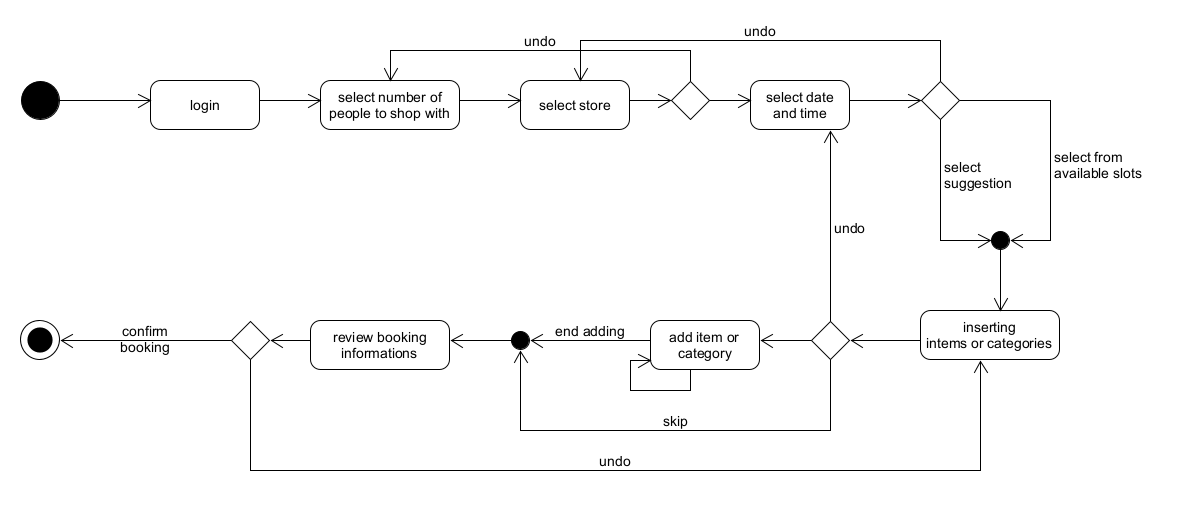 undo
undo
login
select number of
people to shop with
select store
select date
and time
select
suggestion
select from
available slots
undo
confirm
booking
review booking
informations
end adding
add item or
category
inserting
intems or categories
skip
undo